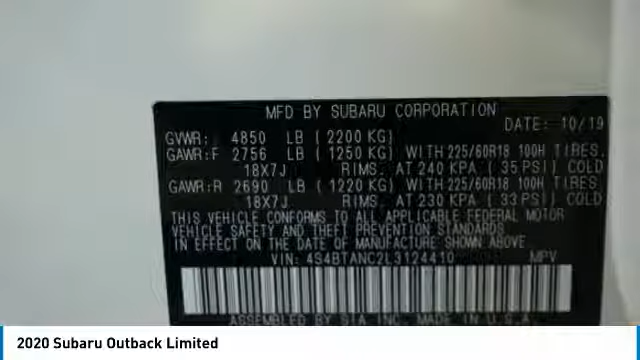 MFD BY SUBARU CORPORATION
DATE: 10/19
GVWR: 4850 LB (2200 KG)
GAWR:F 2756 LB (1250 KG) WITH 225/60R18 100H TIRES,
18X7J RIMS, AT 240 KPA (35 PSI) COLD
GAWR:R 2690 LB (1220 KG) WITH 225/60R18 100H TIRES
18X7J RIMS, AT 230 KPA (33 PSI) COLD
THIS VEHICLE CONFORMS TO ALL APPLICABLE FEDERAL MOTOR
VEHICLE SAFETY AND THEFT PREVENTION STANDARDS
IN EFFECT ON THE DATE OF MANUFACTURE SHOWN ABOVE.
VIN: 4S4BTANC2L3124410 MPV
ASSEMBLED BY SIA, INC. MADE IN U.S.A.
2020 Subaru Outback Limited